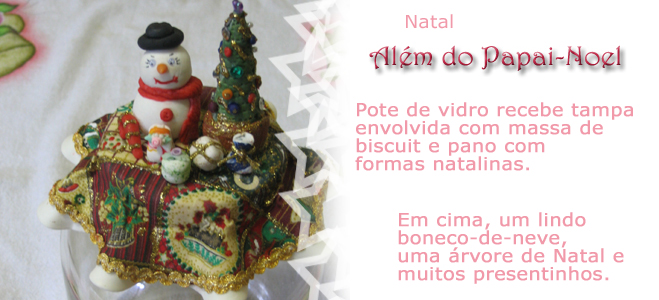 Natal
Além do Papai-Noel
Pote de vidro recebe tampa
envolvida com massa de
biscuit e pano com
formas natalinas.
Em cima, um lindo
boneco-de-neve,
uma árvore de Natal e
muitos presentinhos.